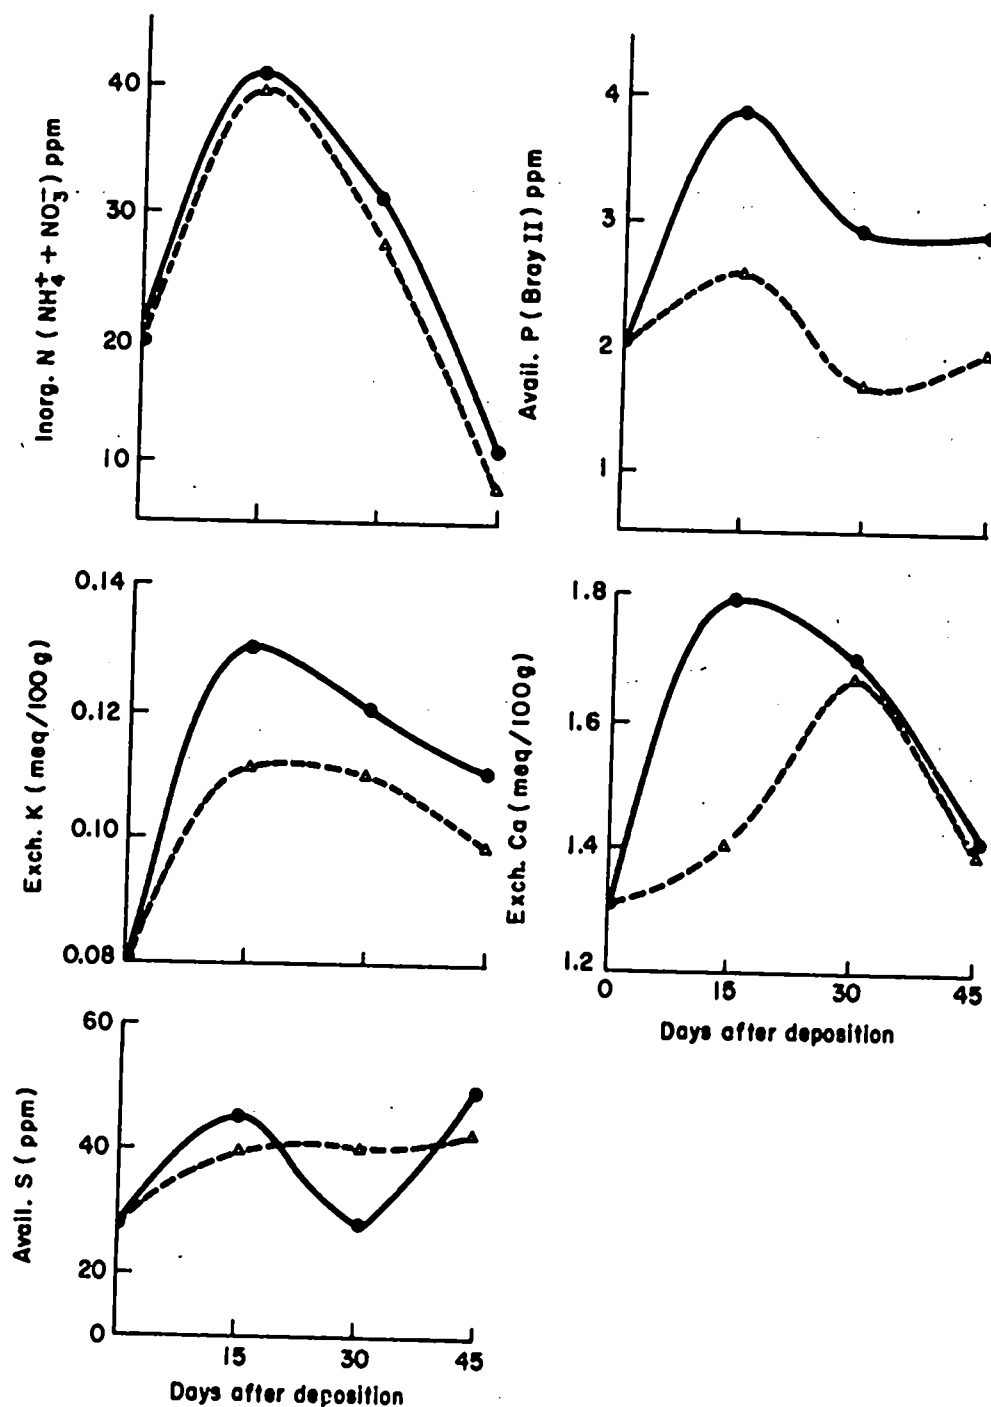 Inorg. N (NH₄⁺ + NO₃⁻) ppm
40
30
20
10
Avail. P (Bray II) ppm
4
3
2
1
Exch. K (meq/100g)
0.14
0.12
0.10
0.08
Exch. Ca (meq/100g)
1.8
1.6
1.4
1.2
0 15 30 45
Days after deposition
Avail. S (ppm)
60
40
20
0
15 30 45
Days after deposition